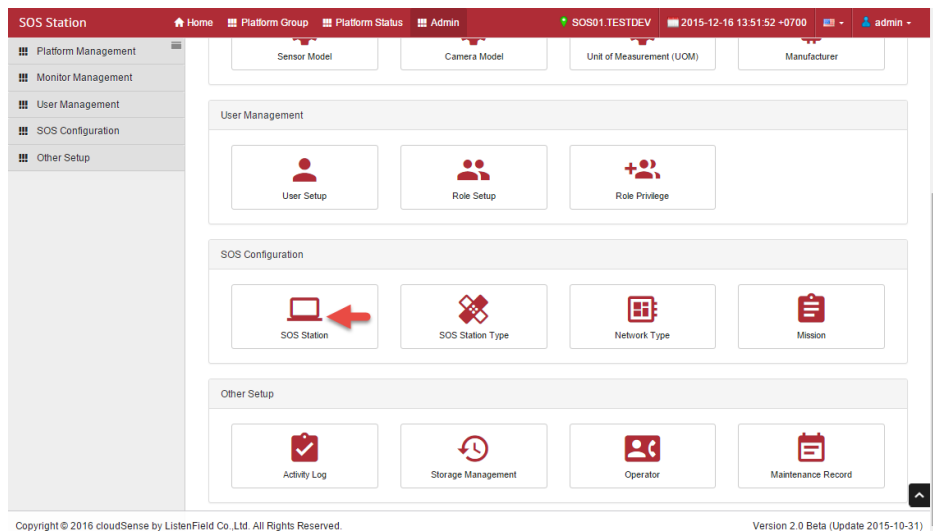 SOS Station
Home Platform Group Platform Status Admin SOS01.TESTDEV 2015-12-16 13:51:52 +0700 admin
Platform Management
Monitor Management
User Management
SOS Configuration
Other Setup
Sensor Model Camera Model Unit of Measurement (UOM) Manufacturer
User Management
User Setup Role Setup Role Privilege
SOS Configuration
SOS Station SOS Station Type Network Type Mission
Other Setup
Activity Log Storage Management Operator Maintenance Record
Copyright © 2016 cloudSense by ListenField Co.,Ltd. All Rights Reserved. Version 2.0 Beta (Update 2015-10-31)